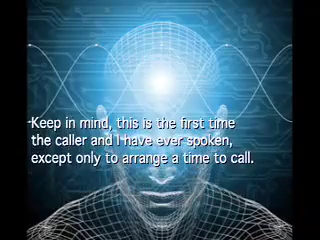 Keep in mind, this is the first time
the caller and I have ever spoken,
except only to arrange a time to call.